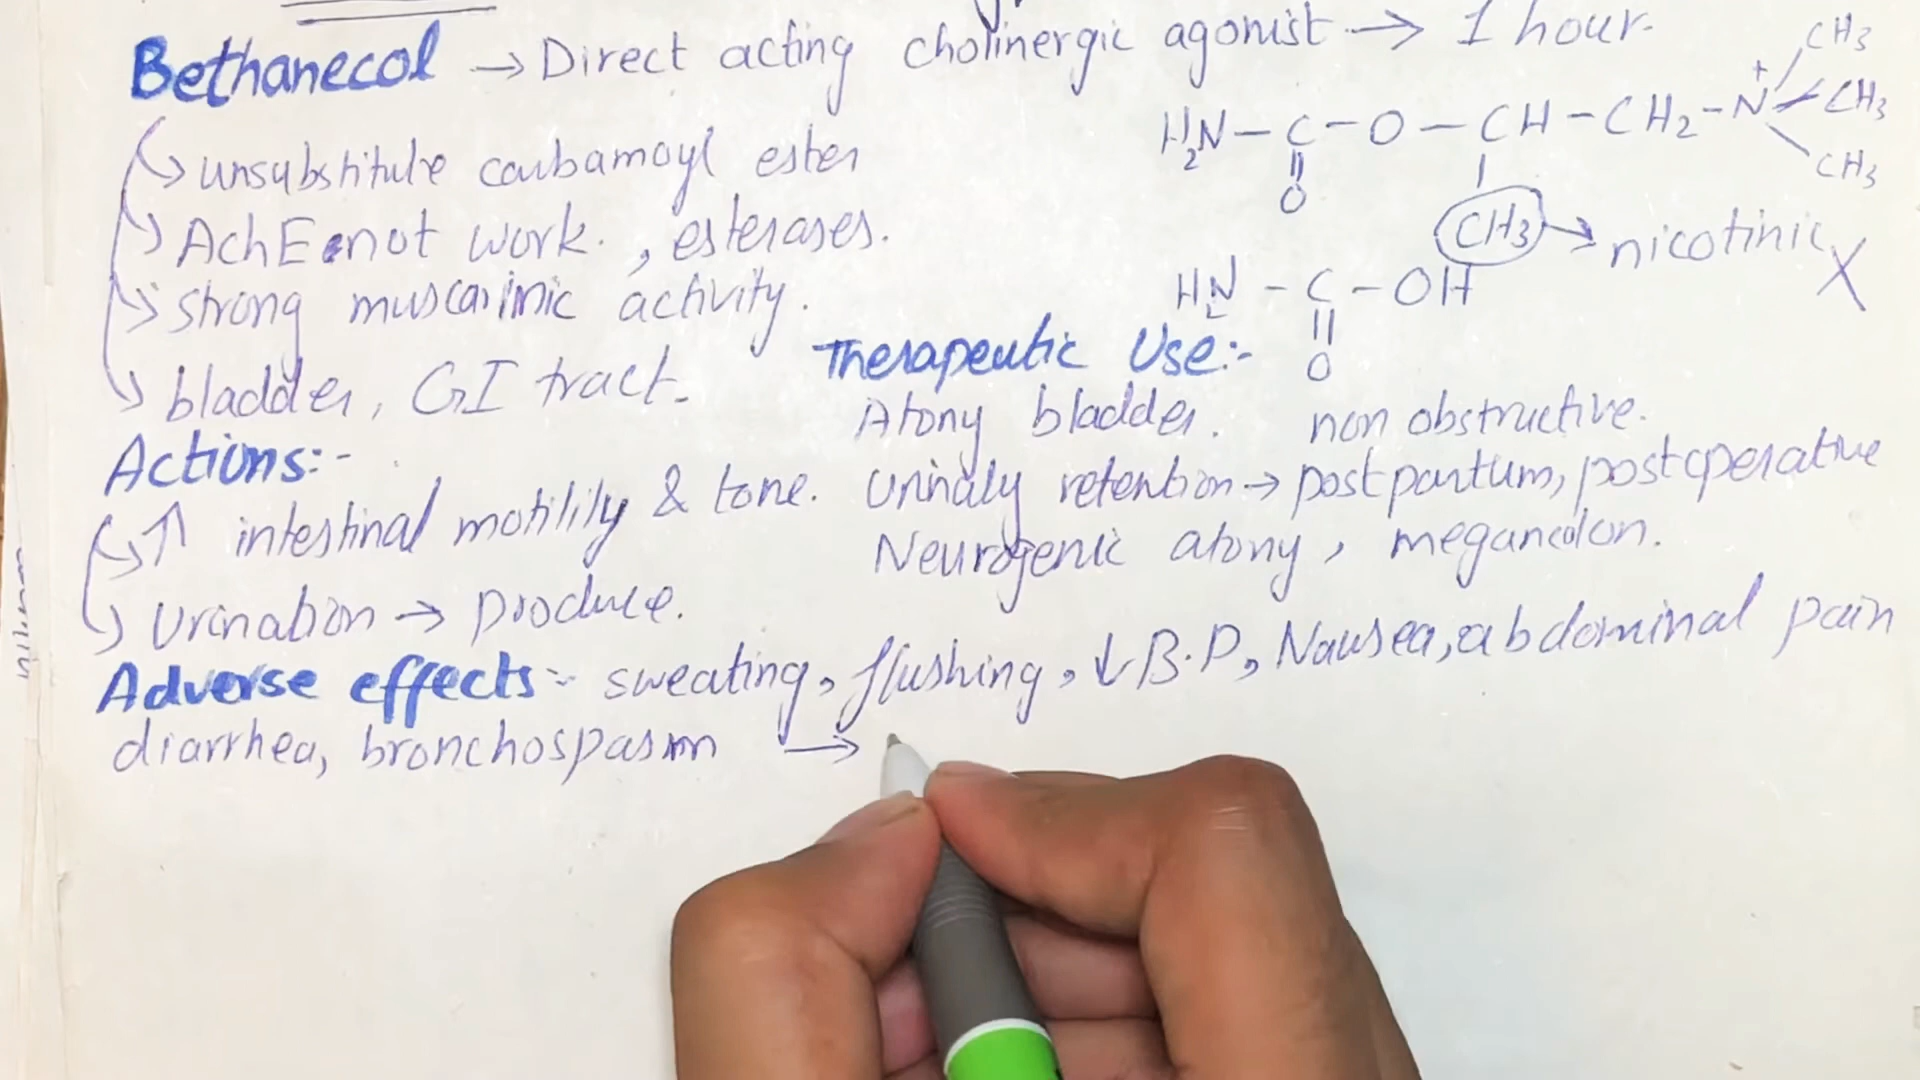 Bethanecol → Direct acting cholinergic agonist → 1 hour.
unsubstitute carbamoyl ester
AchE not work. , esterases.
strong muscarinic activity.
bladder, GI tract.
H2N - C - O - CH - CH2 - N+
CH3
CH3
CH3
O
CH3 → nicotinic X
H2N - C - OH
O
Actions:-
↑ intestinal motility & tone.
Urination → produce.
Therapeutic Use:-
Atony bladder. non obstructive.
Urinaly retention → postpartum, postoperative
Neurogenic atony, megancolon.
Adverse effects:- sweating, flushing, ↓B.P, Nausea, abdominal pain
diarrhea, bronchospasm →